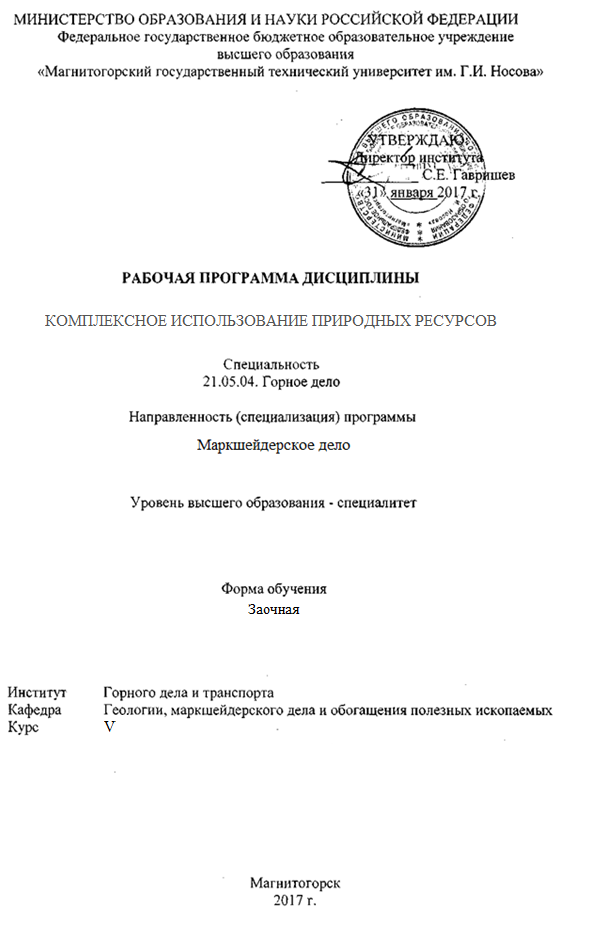 МИНИСТЕРСТВО ОБРАЗОВАНИЯ И НАУКИ РОССИЙСКОЙ ФЕДЕРАЦИИ
Федеральное государственное бюджетное образовательное учреждение
высшего образования
«Магнитогорский государственный технический университет им. Г.И. Носова»
УТВЕРЖДАЮ
Директор института
С.Е. Гавришев
«31» января 2017 г.
РАБОЧАЯ ПРОГРАММА ДИСЦИПЛИНЫ
КОМПЛЕКСНОЕ ИСПОЛЬЗОВАНИЕ ПРИРОДНЫХ РЕСУРСОВ
Специальность
21.05.04. Горное дело
Направленность (специализация) программы
Маркшейдерское дело
Уровень высшего образования - специалитет
Форма обучения
Заочная
Институт Горного дела и транспорта
Кафедра Геологии, маркшейдерского дела и обогащения полезных ископаемых
Курс V
Магнитогорск
2017 г.